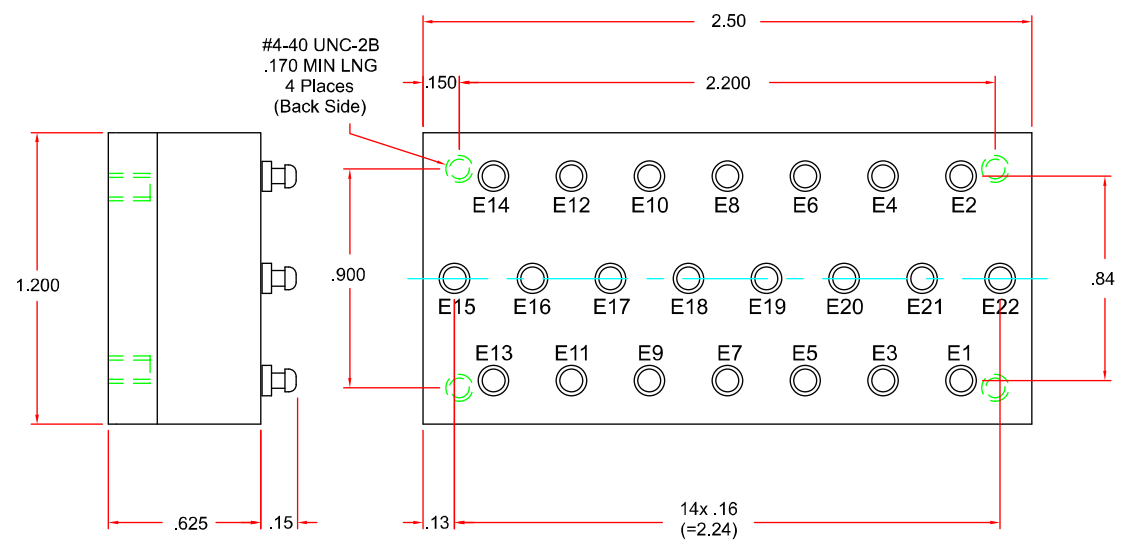 2.50
#4-40 UNC-2B
.170 MIN LNG
4 Places
(Back Side)
.150
2.200
E14 E12 E10 E8 E6 E4 E2
1.200
.900
.84
E15 E16 E17 E18 E19 E20 E21 E22
E13 E11 E9 E7 E5 E3 E1
.625
.15
.13
14x .16
(=2.24)